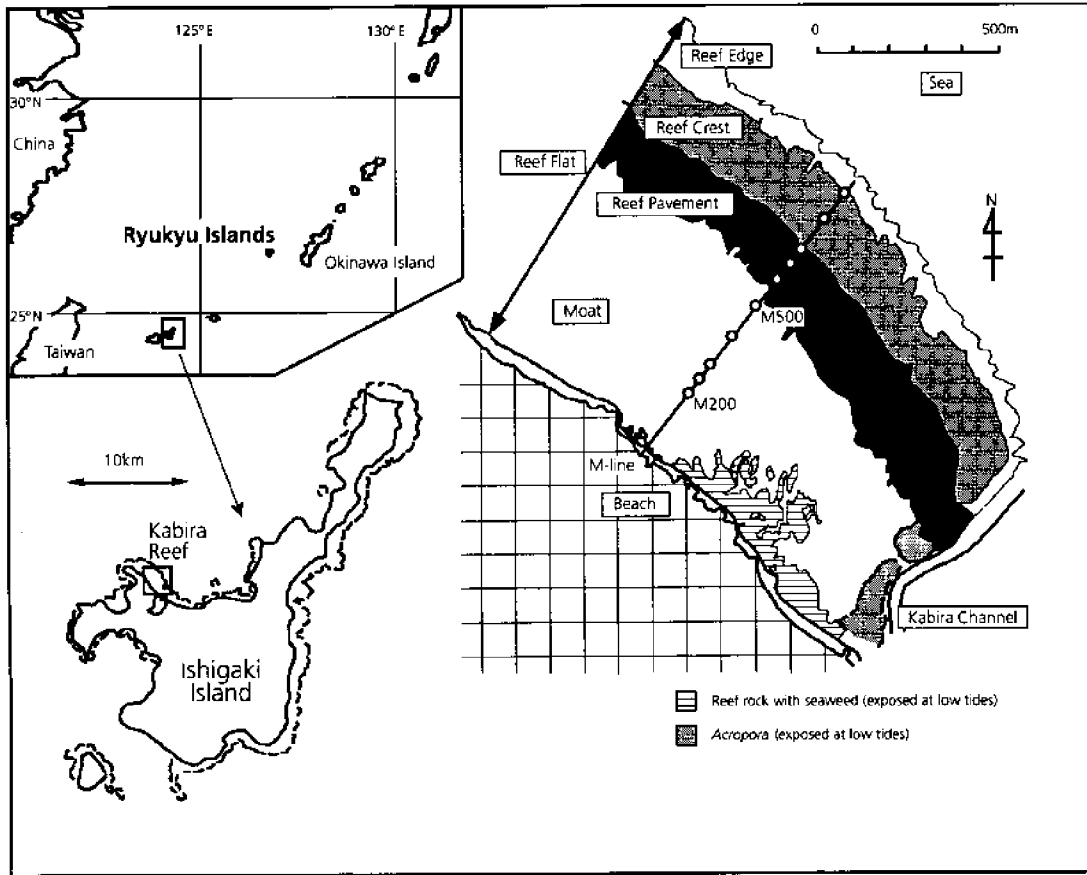 125°E
130°E
30°N
China
Ryukyu Islands
Okinawa Island
25°N
Taiwan
10km
Kabira
Reef
Ishigaki
Island
0
500m
Reef Edge
Sea
Reef Crest
Reef Flat
Reef Pavement
N
Moat
M500
M200
M-line
Beach
Kabira Channel
Reef rock with seaweed (exposed at low tides)
Acropora (exposed at low tides)